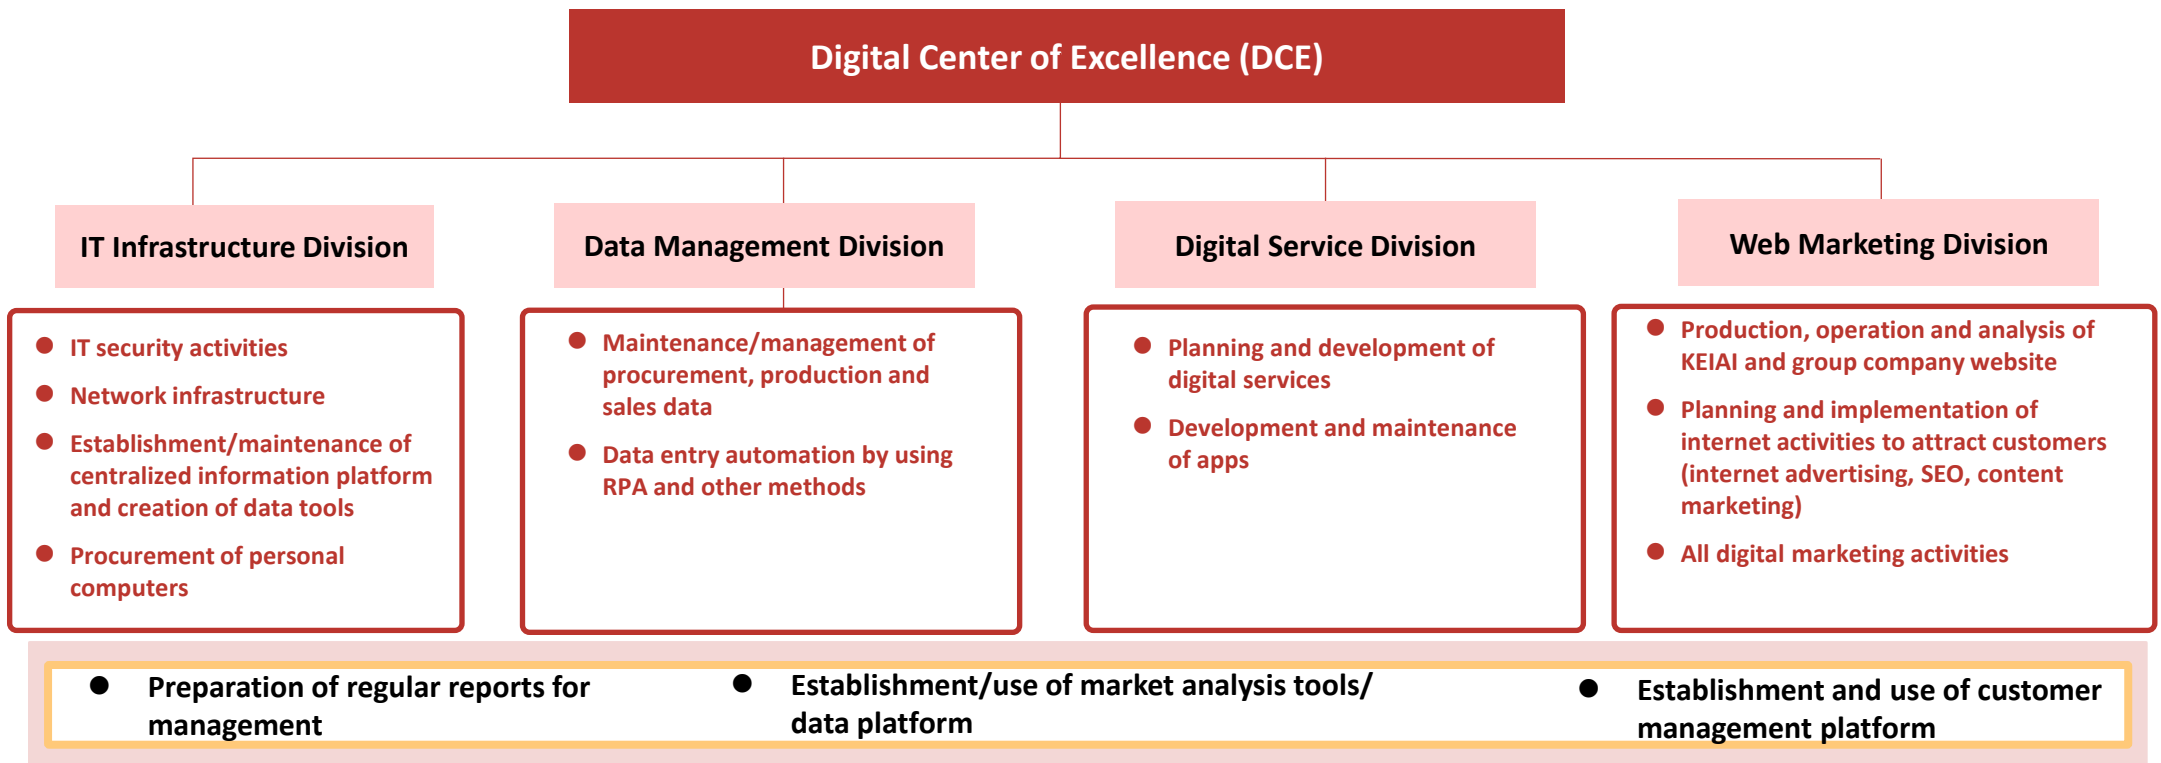 Digital Center of Excellence (DCE)
IT Infrastructure Division
● IT security activities
● Network infrastructure
● Establishment/maintenance of
centralized information platform
and creation of data tools
● Procurement of personal
computers
Data Management Division
● Maintenance/management of
procurement, production and
sales data
● Data entry automation by using
RPA and other methods
Digital Service Division
● Planning and development of
digital services
● Development and maintenance
of apps
Web Marketing Division
● Production, operation and analysis of
KEIAI and group company website
● Planning and implementation of
internet activities to attract customers
(internet advertising, SEO, content
marketing)
● All digital marketing activities
● Preparation of regular reports for
management
● Establishment/use of market analysis tools/
data platform
● Establishment and use of customer
management platform